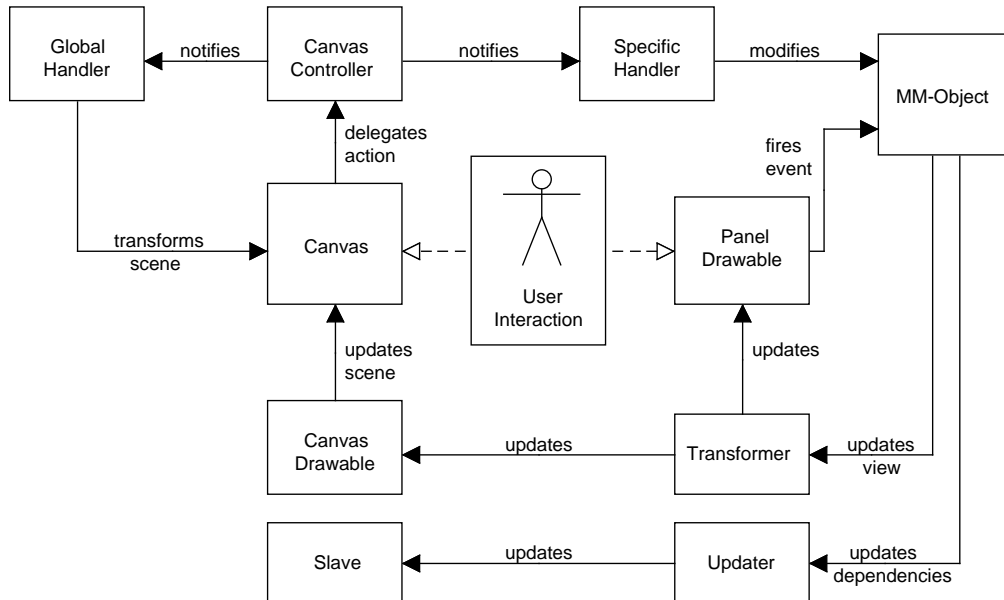 Global
Handler
notifies
Canvas
Controller
notifies
Specific
Handler
modifies
MM-Object
delegates
action
fires
event
transforms
scene
Canvas
User
Interaction
Panel
Drawable
updates
scene
updates
Canvas
Drawable
updates
Transformer
updates
view
Slave
updates
Updater
updates
dependencies